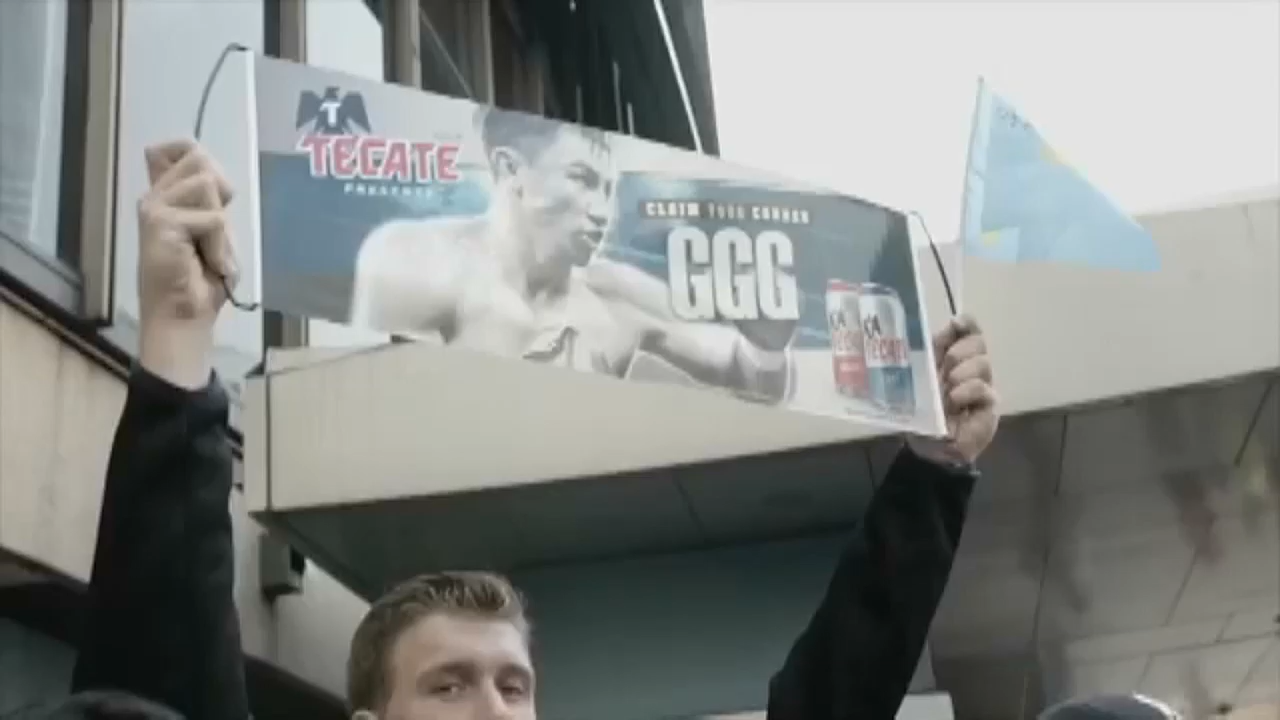 T
TECATE
PRESENTS
CLAIM YOUR CORNER
GGG
TECATE